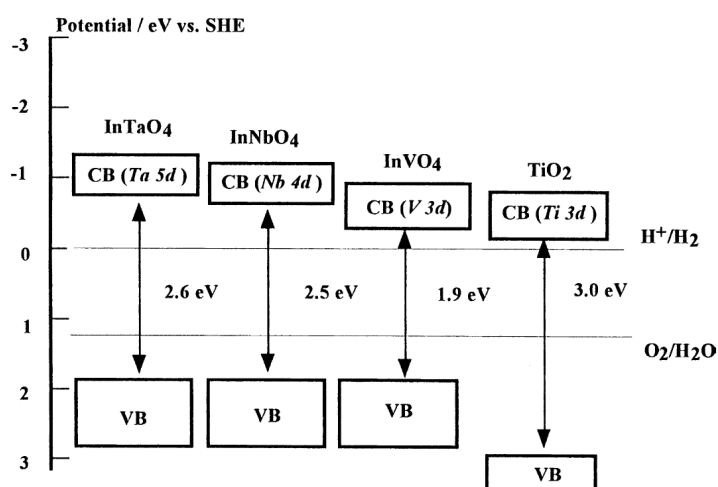 Potential / eV vs. SHE
-3
-2
InTaO4
InNbO4
InVO4
TiO2
-1
CB (Ta 5d )
CB (Nb 4d )
CB (V 3d)
CB (Ti 3d )
H+/H2
0
2.6 eV
2.5 eV
1.9 eV
3.0 eV
1
O2/H2O
2
VB
VB
VB
3
VB